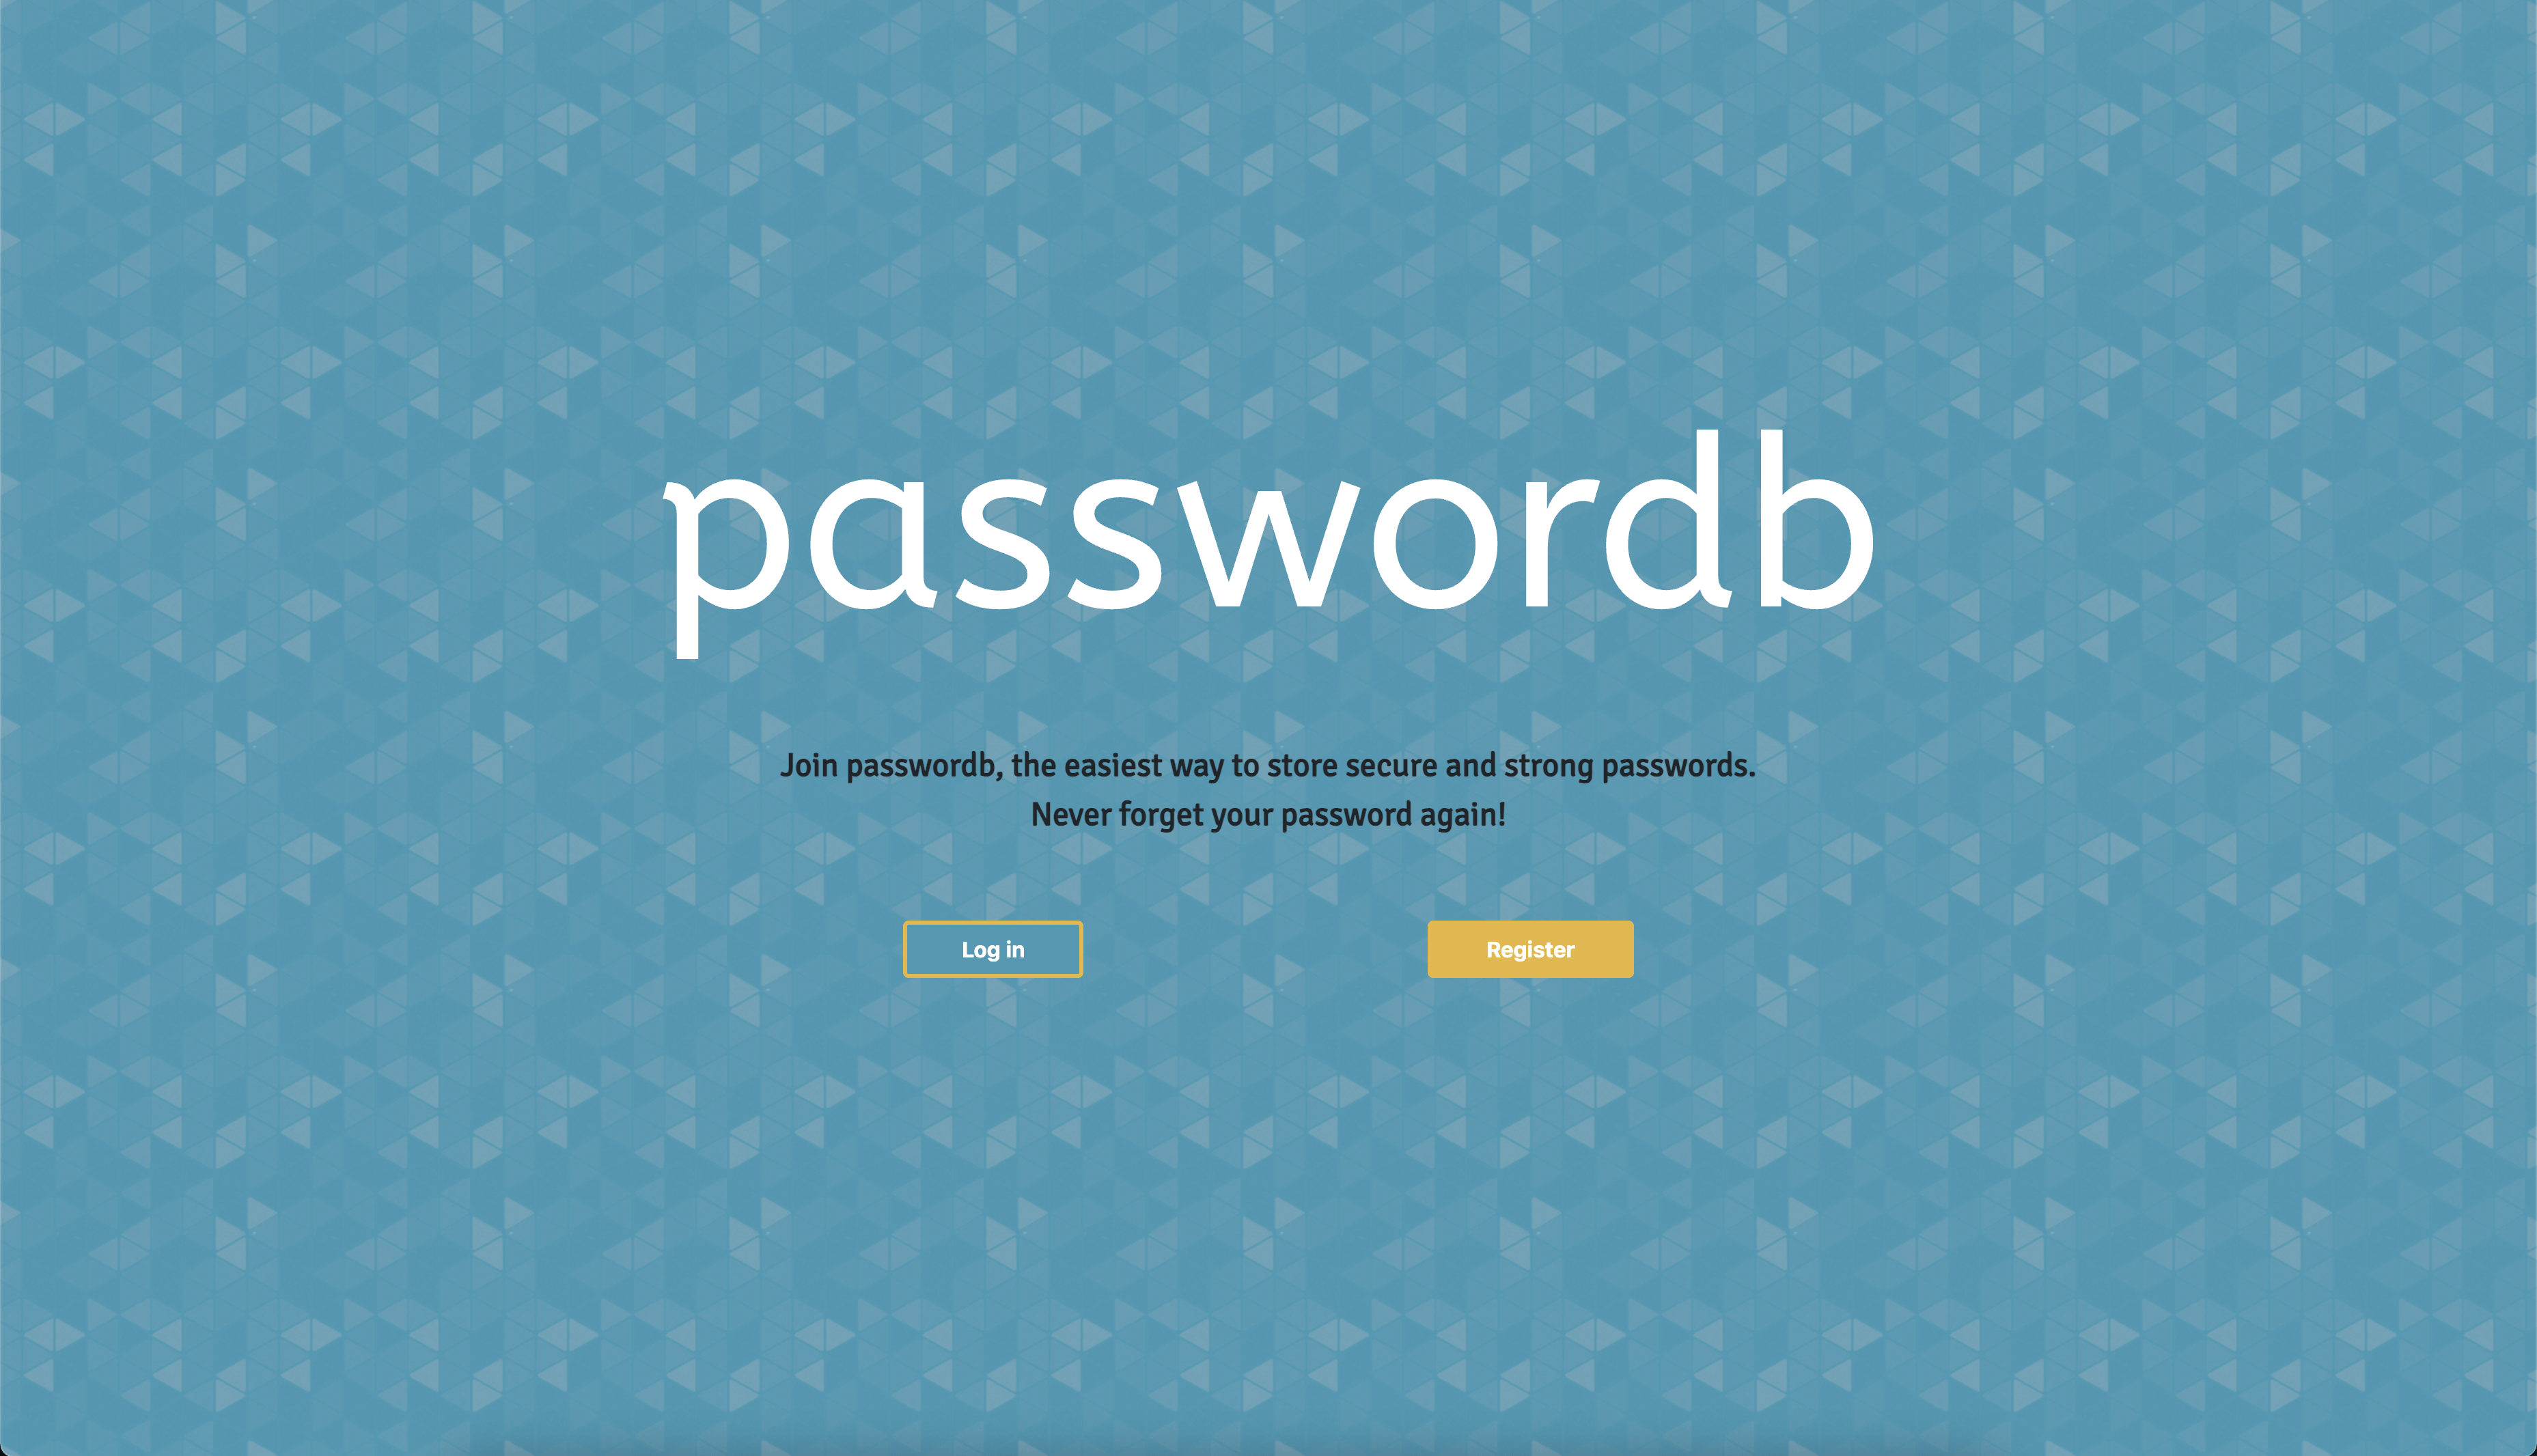 passwordb
Join passwordb, the easiest way to store secure and strong passwords.
Never forget your password again!
Log in
Register